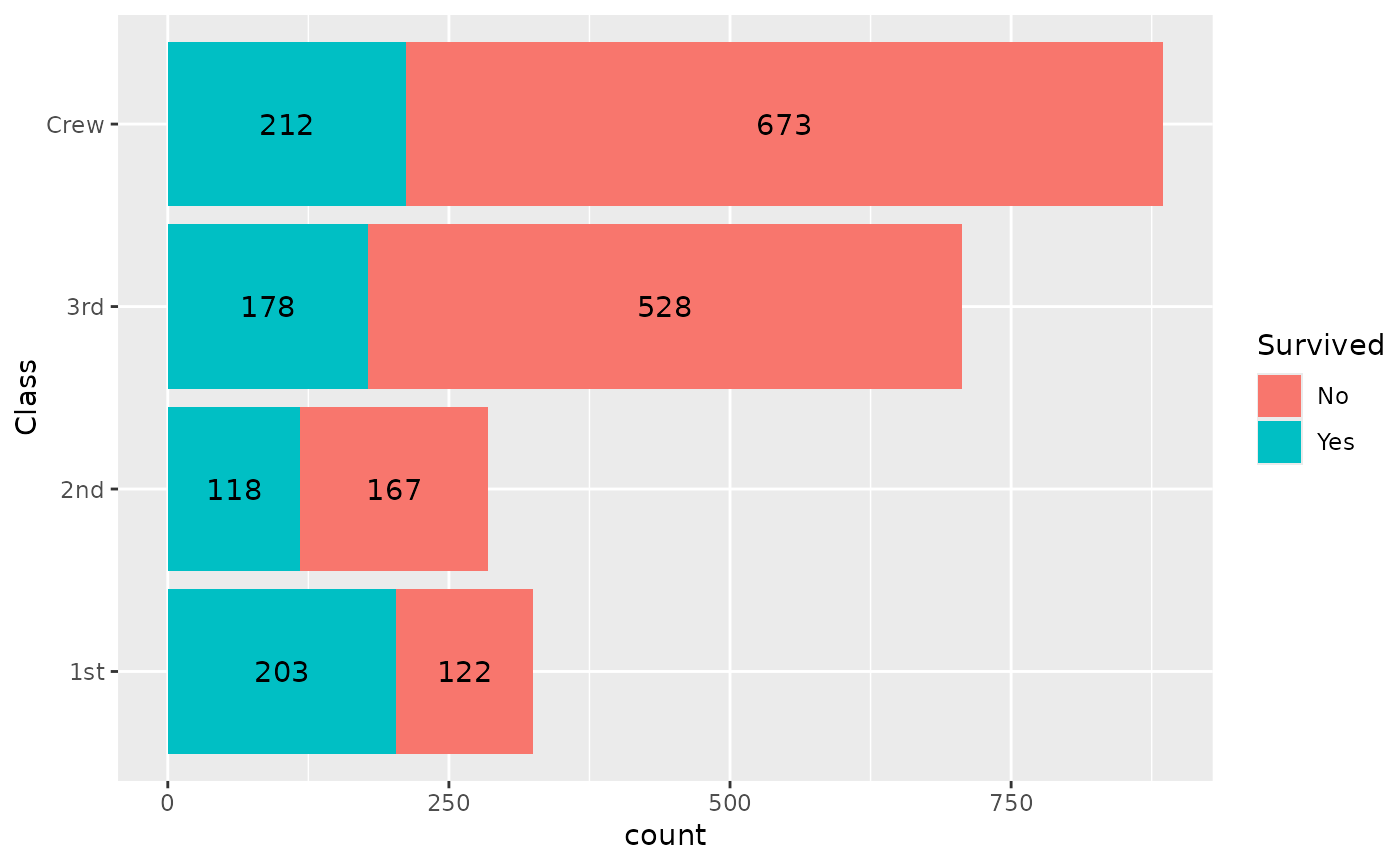 Crew
212
673
3rd
178
528
2nd
118
167
1st
203
122
0
250
500
750
count
Class
Survived
No
Yes